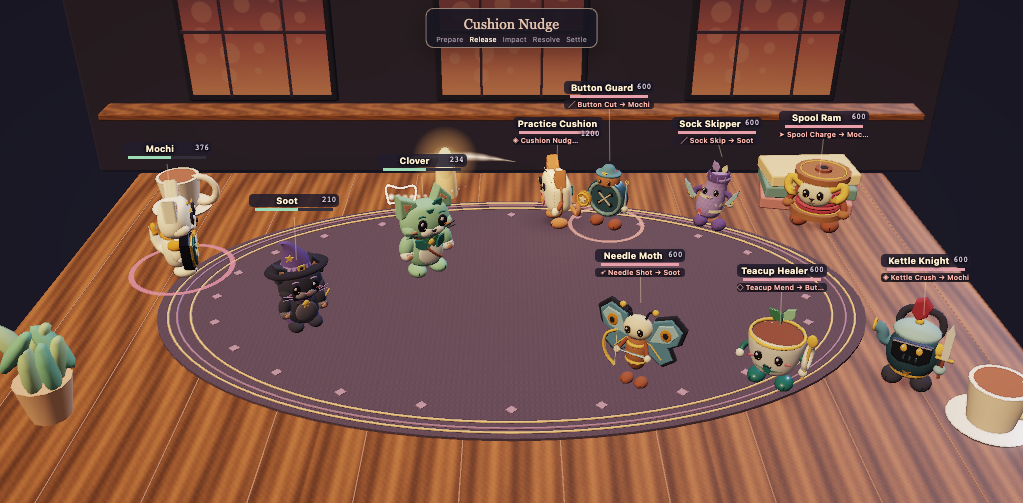 Cushion Nudge
Prepare Release Impact Resolve Settle
Button Guard 600
Button Cut → Mochi
Practice Cushion 1200
Cushion Nudg...
Sock Skipper 600
Sock Skip → Soot
Spool Ram 600
Spool Charge → Moc...
Mochi 376
Clover 234
Soot 210
Needle Moth 600
Needle Shot → Soot
Teacup Healer 600
Teacup Mend → But...
Kettle Knight 600
Kettle Crush → Mochi